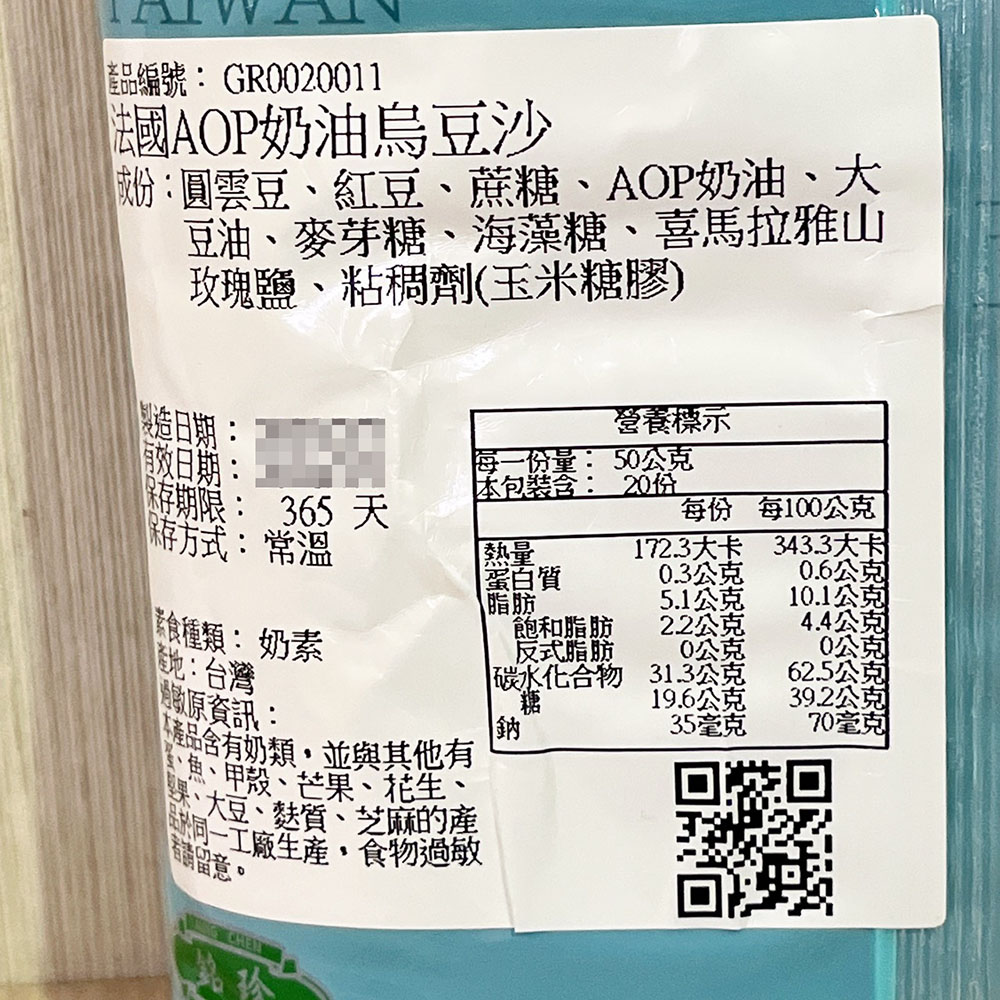 TAIWAN
產品編號：GR0020011
法國AOP奶油烏豆沙
成份：圓雲豆、紅豆、蔗糖、AOP奶油、大
豆油、麥芽糖、海藻糖、喜馬拉雅山
玫瑰鹽、粘稠劑(玉米糖膠)
製造日期：
有效日期：
保存期限：365 天
保存方式：常溫
素食種類：奶素
產地：台灣
過敏原資訊：
本產品含有奶類，並與其他有
蛋、魚、甲殼、芒果、花生、
堅果、大豆、麩質、芝麻的產
品於同一工廠生產，食物過敏
者請留意。
營養標示
每一份量：50公克
本包裝含：20份
每份 每100公克
熱量 172.3大卡 343.3大卡
蛋白質 0.3公克 0.6公克
脂肪 5.1公克 10.1公克
飽和脂肪 2.2公克 4.4公克
反式脂肪 0公克 0公克
碳水化合物 31.3公克 62.5公克
糖 19.6公克 39.2公克
鈉 35毫克 70毫克
MING CHEN
銘珍